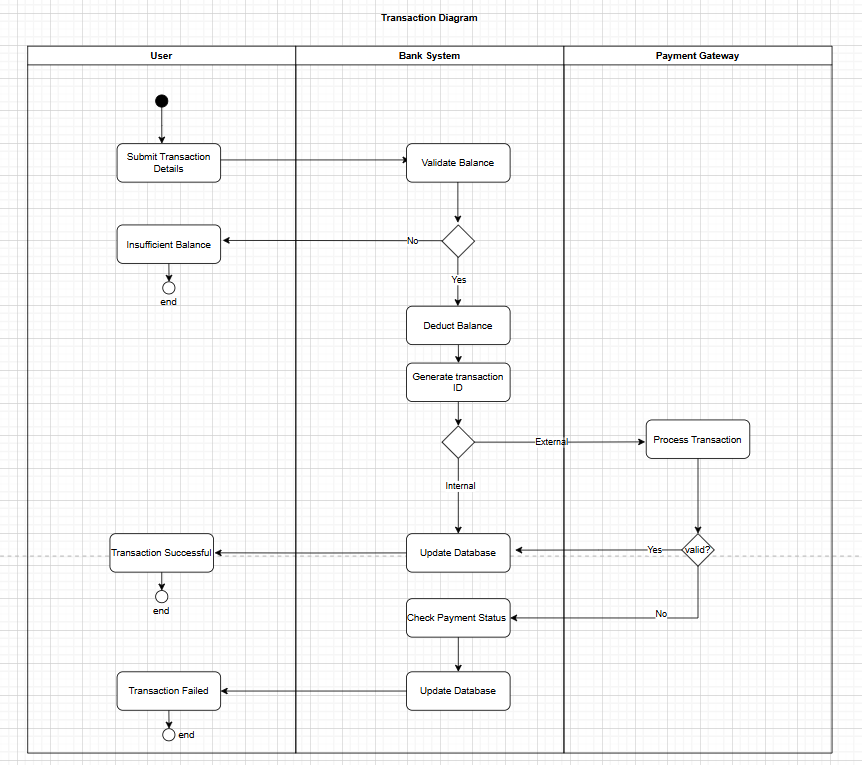 Transaction Diagram
User
Bank System
Payment Gateway
Submit Transaction
Details
Validate Balance
Insufficient Balance
No
end
Yes
Deduct Balance
Generate transaction
ID
External
Process Transaction
Internal
Transaction Successful
Update Database
Yes
valid?
end
Check Payment Status
No
Transaction Failed
Update Database
end